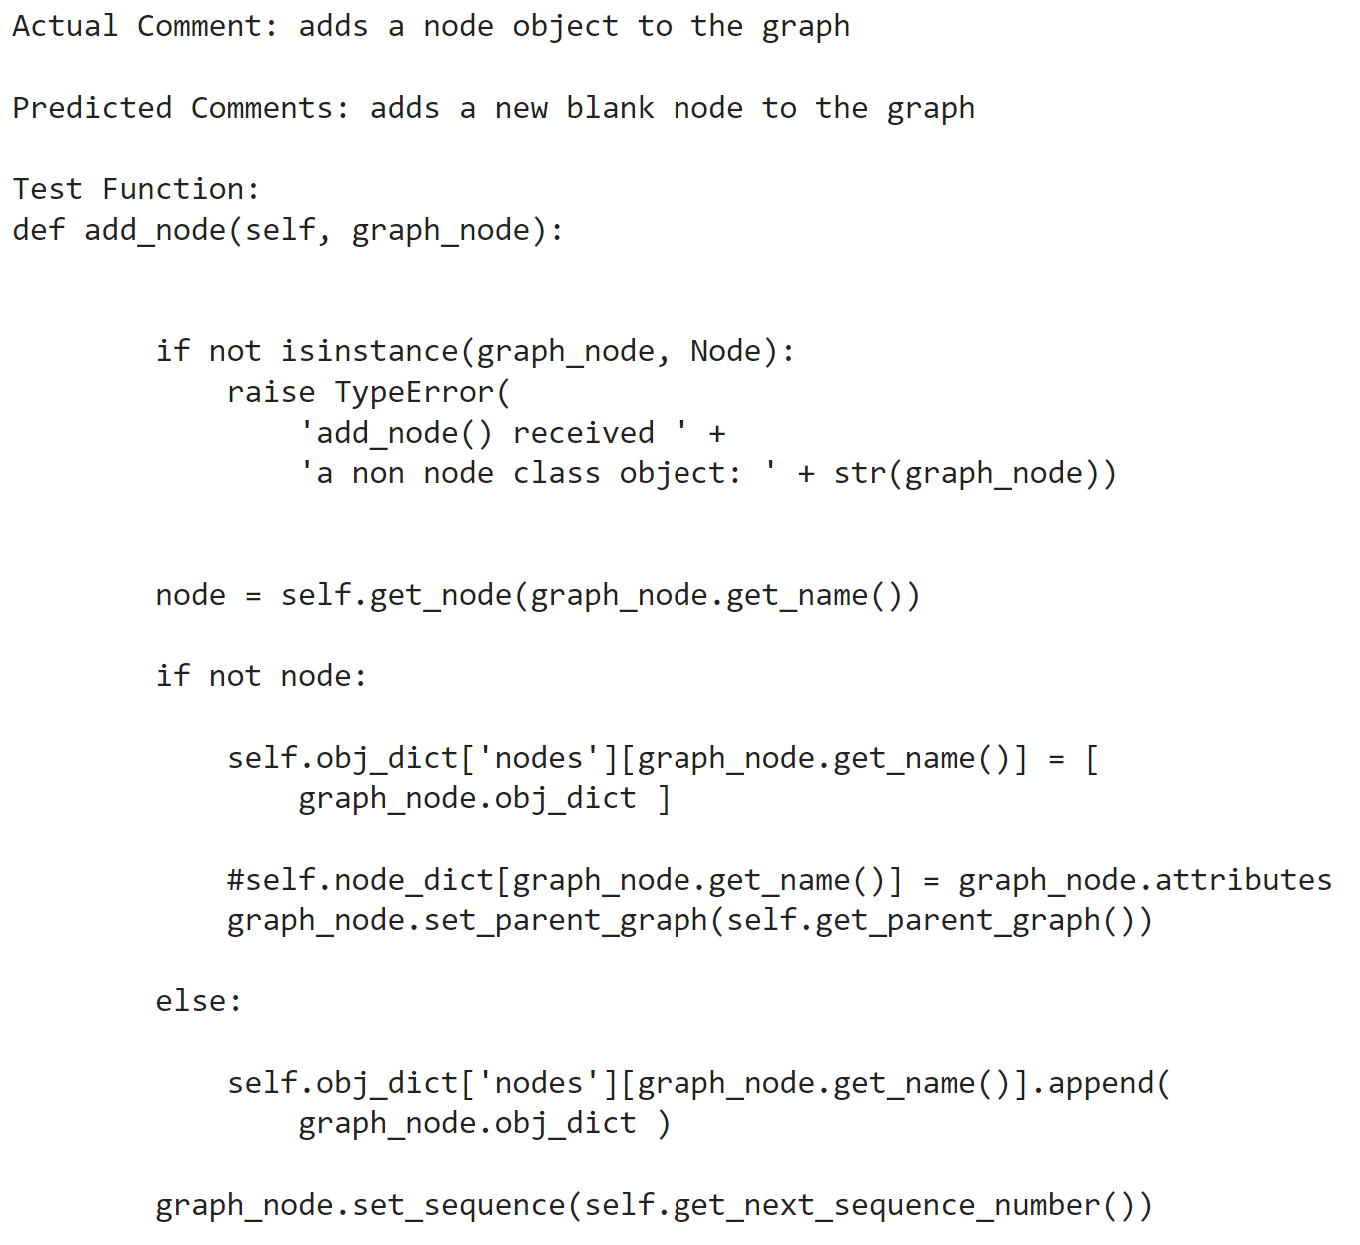 Actual Comment: adds a node object to the graph
Predicted Comments: adds a new blank node to the graph
Test Function:
def add_node(self, graph_node):
if not isinstance(graph_node, Node):
raise TypeError(
'add_node() received ' +
'a non node class object: ' + str(graph_node))
node = self.get_node(graph_node.get_name())
if not node:
self.obj_dict['nodes'][graph_node.get_name()] = [
graph_node.obj_dict ]
#self.node_dict[graph_node.get_name()] = graph_node.attributes
graph_node.set_parent_graph(self.get_parent_graph())
else:
self.obj_dict['nodes'][graph_node.get_name()].append(
graph_node.obj_dict )
graph_node.set_sequence(self.get_next_sequence_number())